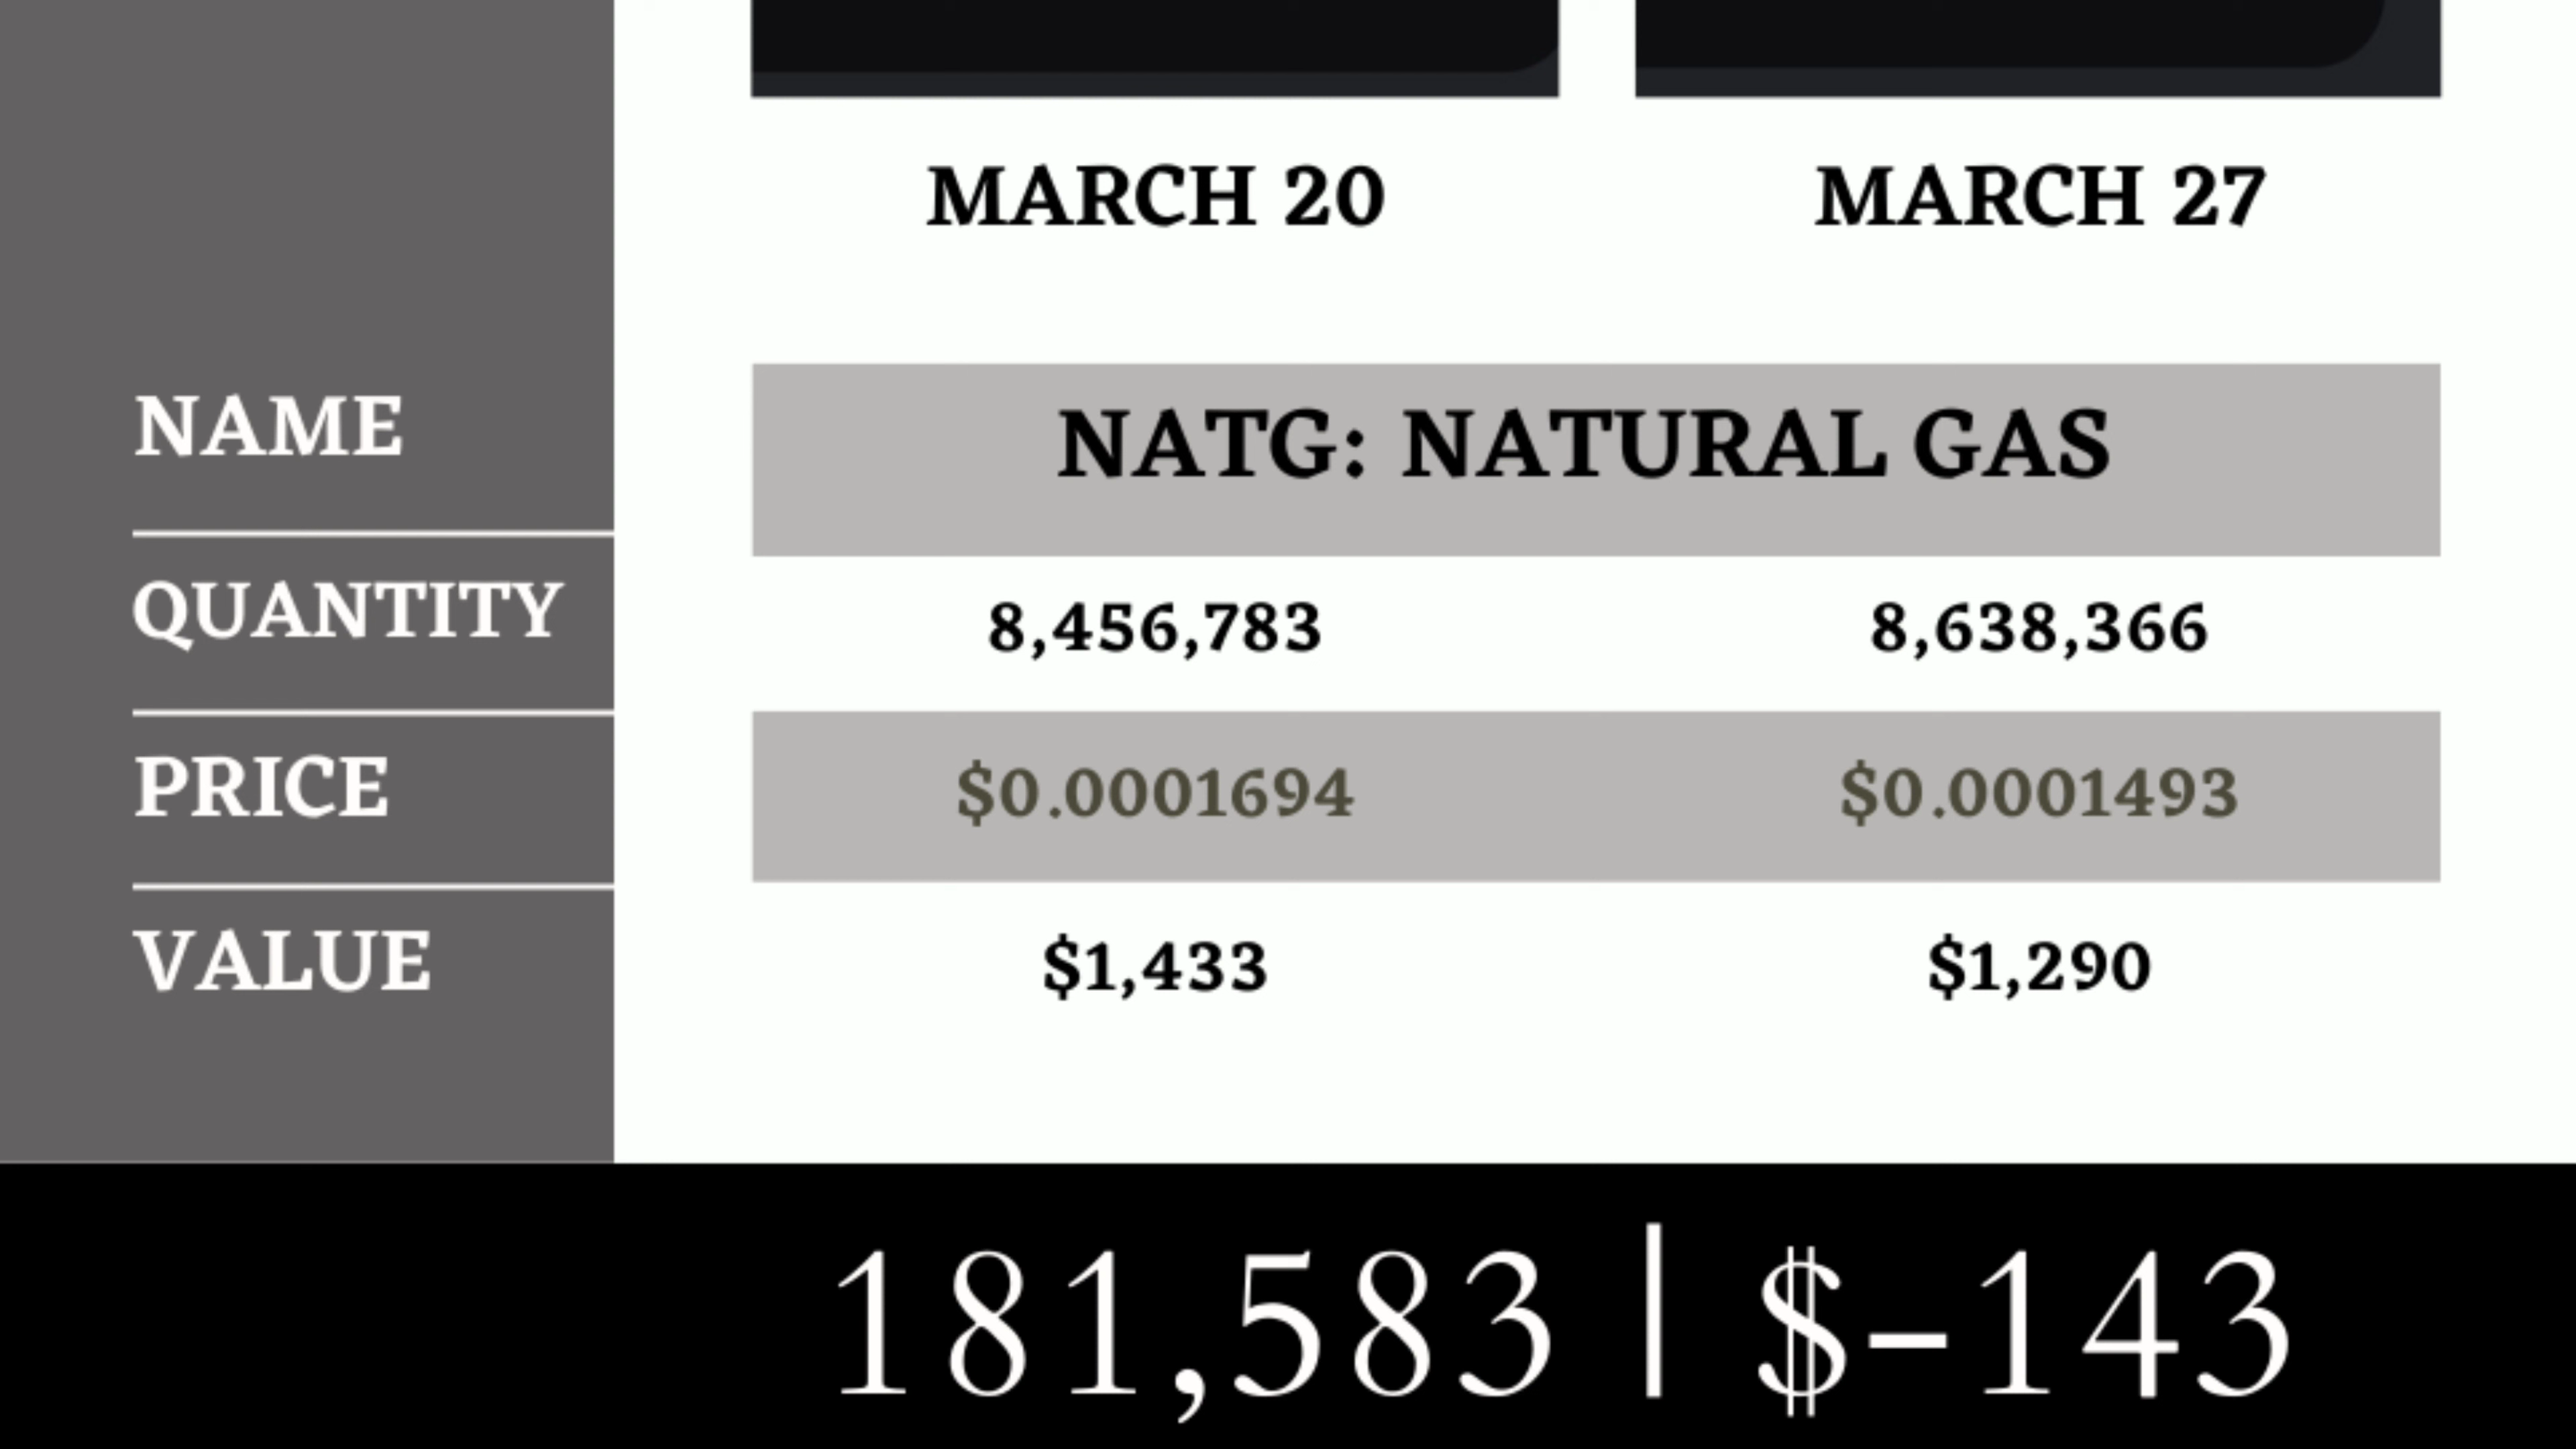 MARCH 20 MARCH 27
NAME NATG: NATURAL GAS
QUANTITY 8,456,783 8,638,366
PRICE $0.0001694 $0.0001493
VALUE $1,433 $1,290
181,583 | $-143